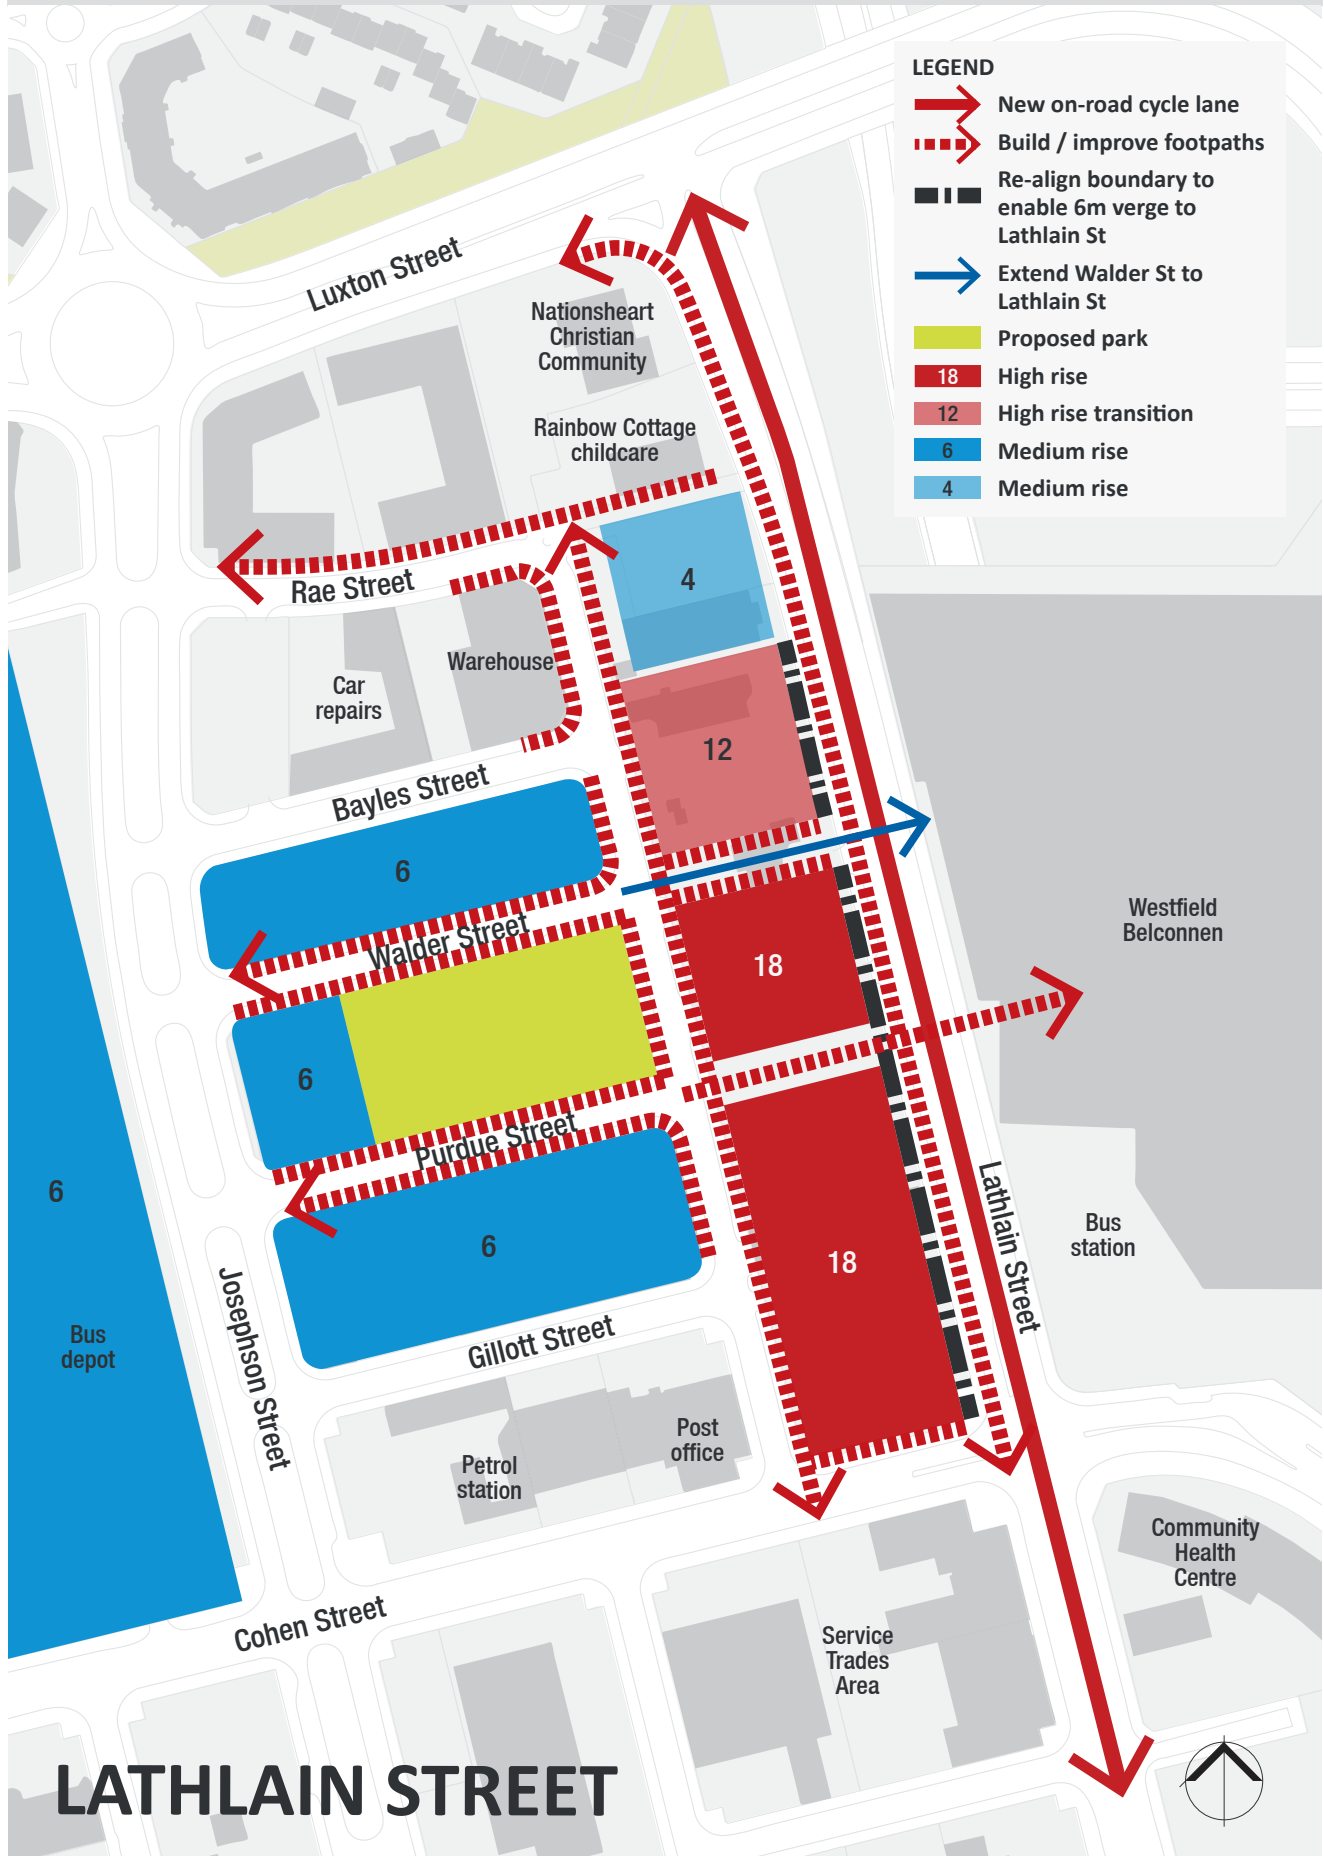 LEGEND
New on-road cycle lane
Build / improve footpaths
Re-align boundary to
enable 6m verge to
Lathlain St
Extend Walder St to
Lathlain St
Proposed park
18 High rise
12 High rise transition
6 Medium rise
4 Medium rise
Luxton Street
Nationsheart
Christian
Community
Rainbow Cottage
childcare
Rae Street
4
Warehouse
Car
repairs
12
Bayles Street
6
Westfield
Belconnen
Walder Street
18
6
Purdue Street
6
6
18
Lathlain Street
Bus
station
Josephson Street
Bus
depot
Gillott Street
Post
office
Petrol
station
Community
Health
Centre
Cohen Street
Service
Trades
Area
LATHLAIN STREET